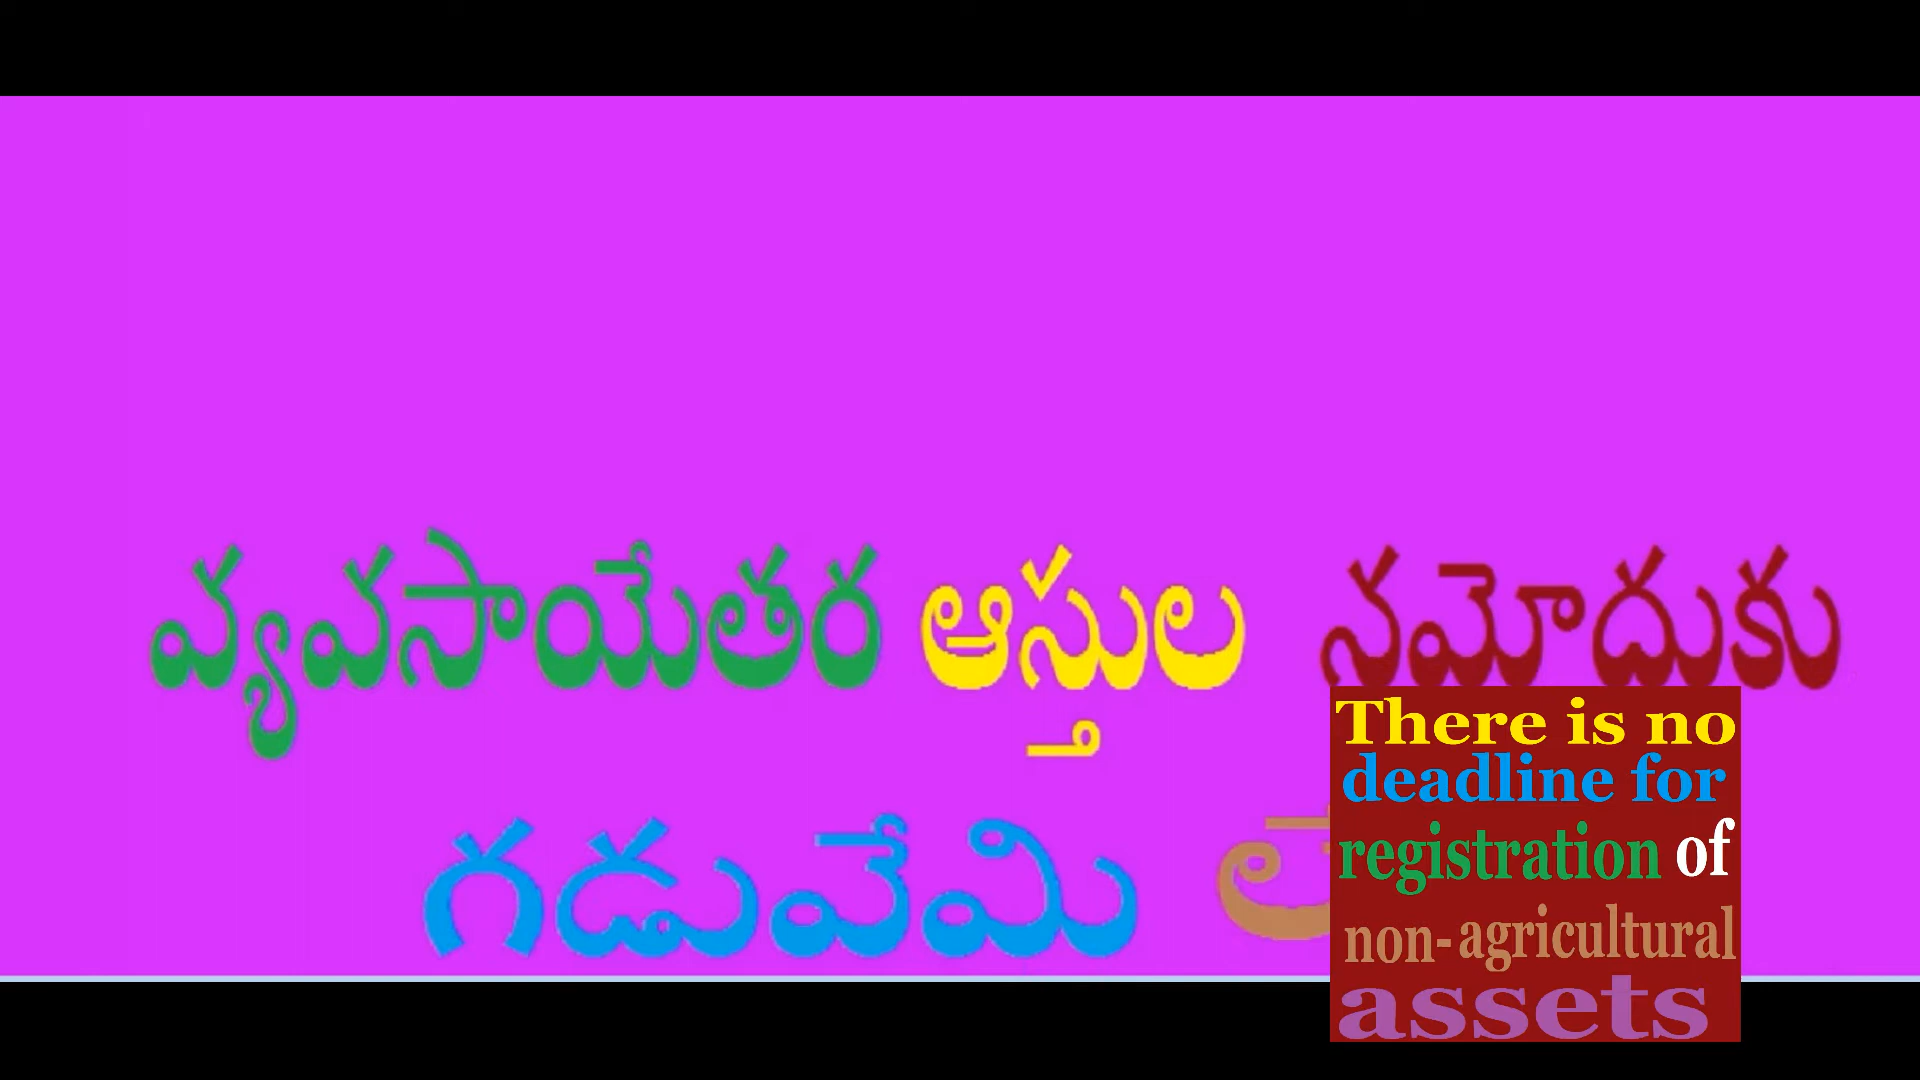 వ్యవసాయేతర ఆస్తుల నమోదుకు
గడువేమి
There is no
deadline for
registration of
non-agricultural
assets